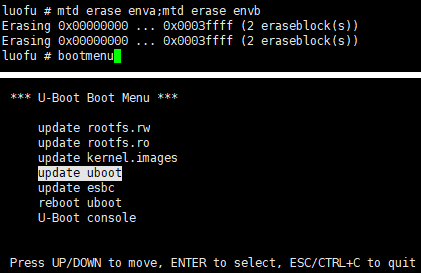 luofu # mtd erase enva;mtd erase envb
Erasing 0x00000000 ... 0x0003ffff (2 eraseblock(s))
Erasing 0x00000000 ... 0x0003ffff (2 eraseblock(s))
luofu # bootmenu
*** U-Boot Boot Menu ***
update rootfs.rw
update rootfs.ro
update kernel.images
update uboot
update esbc
reboot uboot
U-Boot console
Press UP/DOWN to move, ENTER to select, ESC/CTRL+C to quit